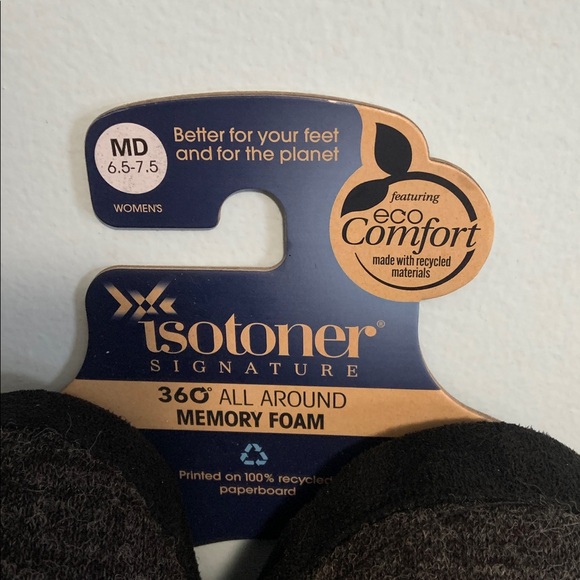 MD
6.5-7.5
WOMEN'S
Better for your feet
and for the planet
featuring
eco
Comfort
made with recycled
materials
isotoner®
SIGNATURE
360° ALL AROUND
MEMORY FOAM
Printed on 100% recycled
paperboard